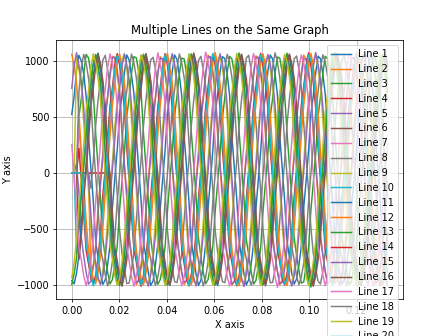 Multiple Lines on the Same Graph
Y axis
1000
500
0
−500
−1000
0.00
0.02
0.04
0.06
0.08
0.10
X axis
Line 1
Line 2
Line 3
Line 4
Line 5
Line 6
Line 7
Line 8
Line 9
Line 10
Line 11
Line 12
Line 13
Line 14
Line 15
Line 16
Line 17
Line 18
Line 19
Line 20